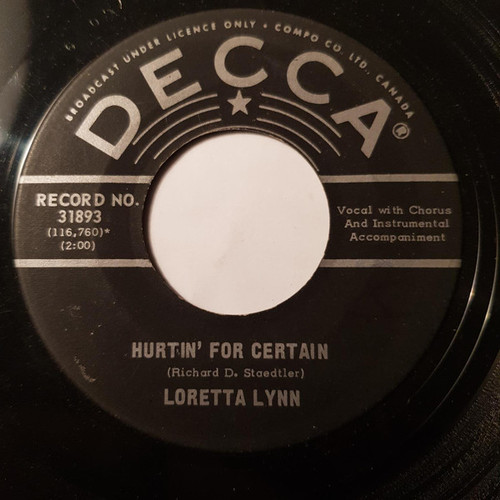 BROADCAST UNDER LICENCE ONLY • COMPO CO. LTD., CANADA
DECCA®
RECORD NO.
31893
(116,760)*
(2:00)
Vocal with Chorus
And Instrumental
Accompaniment
HURTIN' FOR CERTAIN
(Richard D. Staedtler)
LORETTA LYNN